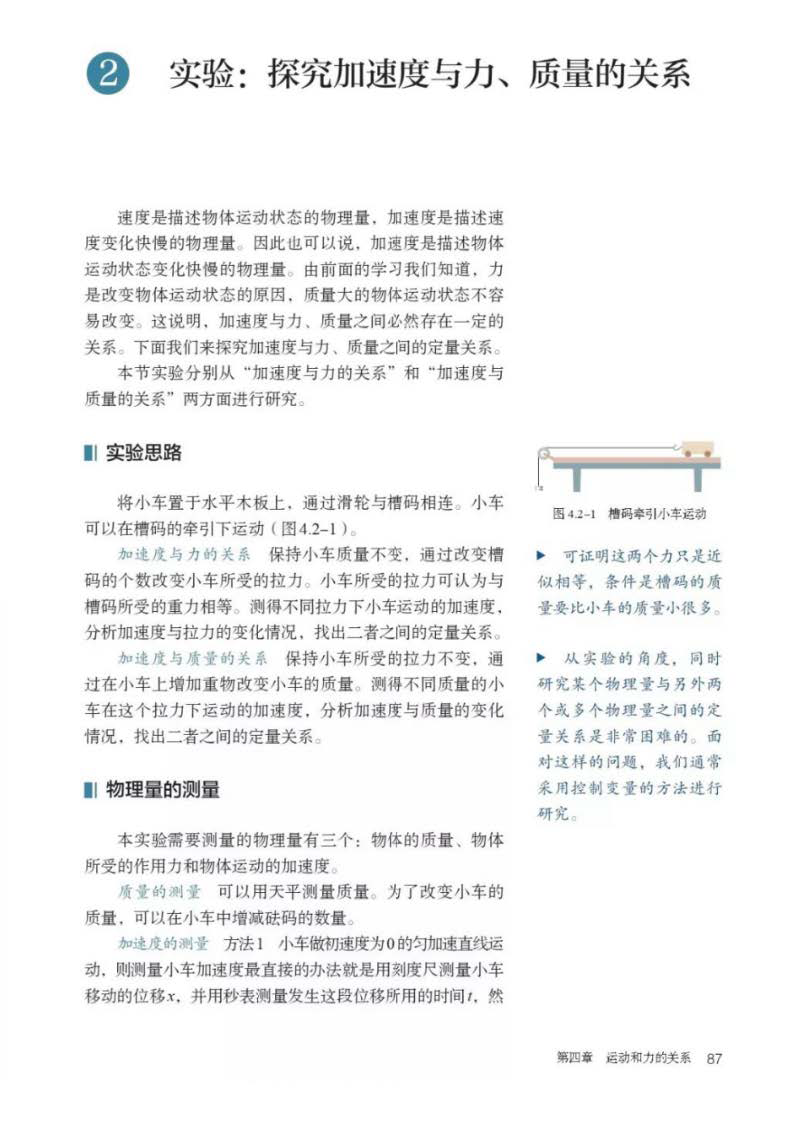 2 实验：探究加速度与力、质量的关系
速度是描述物体运动状态的物理量，加速度是描述速
度变化快慢的物理量。因此也可以说，加速度是描述物体
运动状态变化快慢的物理量。由前面的学习我们知道，力
是改变物体运动状态的原因，质量大的物体运动状态不容
易改变。这说明，加速度与力、质量之间必然存在一定的
关系。下面我们来探究加速度与力、质量之间的定量关系。
本节实验分别从“加速度与力的关系”和“加速度与
质量的关系”两方面进行研究。
实验思路
将小车置于水平木板上，通过滑轮与槽码相连。小车
可以在槽码的牵引下运动（图4.2-1）。
加速度与力的关系 保持小车质量不变，通过改变槽
码的个数改变小车所受的拉力。小车所受的拉力可认为与
槽码所受的重力相等。测得不同拉力下小车运动的加速度，
分析加速度与拉力的变化情况，找出二者之间的定量关系。
加速度与质量的关系 保持小车所受的拉力不变，通
过在小车上增加重物改变小车的质量。测得不同质量的小
车在这个拉力下运动的加速度，分析加速度与质量的变化
情况，找出二者之间的定量关系。
图 4.2-1 槽码牵引小车运动
▶ 可证明这两个力只是近
似相等，条件是槽码的质
量要比小车的质量小很多。
▶ 从实验的角度，同时
研究某个物理量与另外两
个或多个物理量之间的定
量关系是非常困难的。面
对这样的问题，我们通常
采用控制变量的方法进行
研究。
物理量的测量
本实验需要测量的物理量有三个：物体的质量、物体
所受的作用力和物体运动的加速度。
质量的测量 可以用天平测量质量。为了改变小车的
质量，可以在小车中增减砝码的数量。
加速度的测量 方法1 小车做初速度为0的匀加速直线运
动，则测量小车加速度最直接的办法就是用刻度尺测量小车
移动的位移x，并用秒表测量发生这段位移所用的时间t，然
第四章 运动和力的关系 87